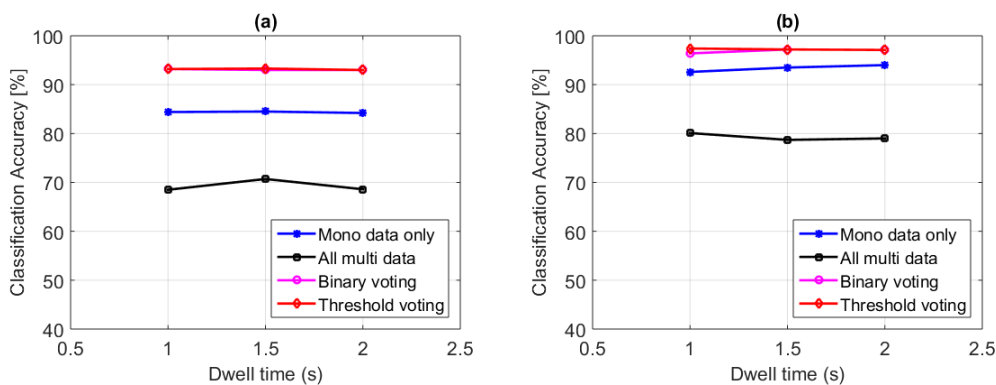 (a)
Classification Accuracy [%]
100
90
80
70
60
50
40
0.5 1 1.5 2 2.5
Dwell time (s)
Mono data only
All multi data
Binary voting
Threshold voting
(b)
Classification Accuracy [%]
100
90
80
70
60
50
40
0.5 1 1.5 2 2.5
Dwell time (s)
Mono data only
All multi data
Binary voting
Threshold voting